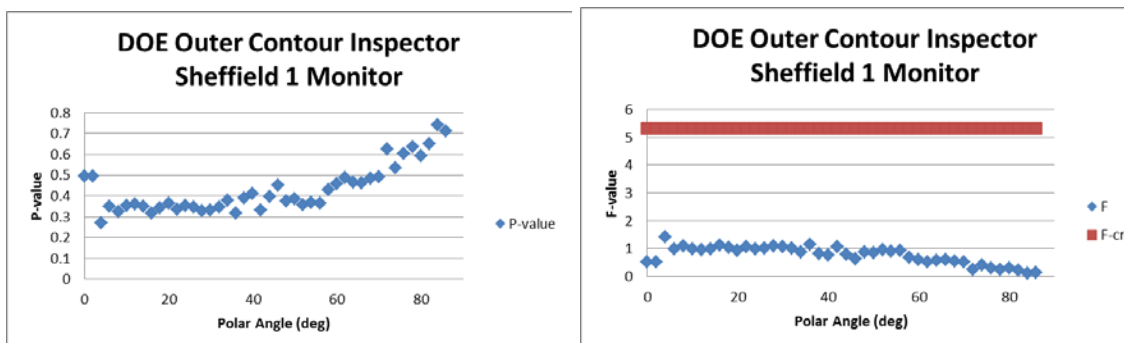 DOE Outer Contour Inspector
Sheffield 1 Monitor
0.8
0.7
0.6
0.5
0.4
0.3
0.2
0.1
0
P-value
0 20 40 60 80
Polar Angle (deg)
P-value
DOE Outer Contour Inspector
Sheffield 1 Monitor
6
5
4
3
2
1
0
F-value
0 20 40 60 80
Polar Angle (deg)
F
F-cr